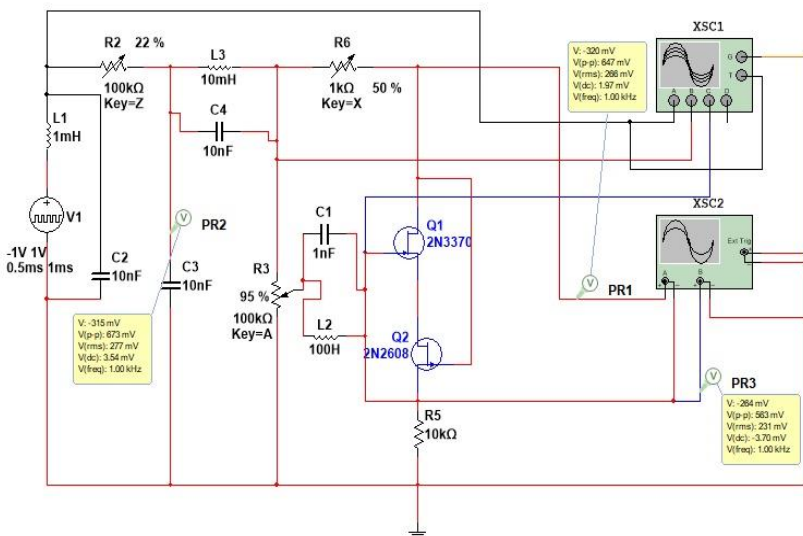 XSC1
G
T
A
B
C
D
R2
22 %
100kΩ
Key=Z
L3
10mH
R6
1kΩ
Key=X
50 %
V: -320 mV
V(p-p): 647 mV
V(rms): 266 mV
V(dc): 1.97 mV
V(freq): 1.00 kHz
C4
10nF
L1
1mH
V1
-1V 1V
0.5ms 1ms
C2
10nF
V
PR2
C3
10nF
V: -315 mV
V(p-p): 673 mV
V(rms): 277 mV
V(dc): 3.54 mV
V(freq): 1.00 kHz
R3
95 %
100kΩ
Key=A
C1
1nF
L2
100H
Q1
2N3370
Q2
2N2608
R5
10kΩ
V
PR1
XSC2
Ext Trig
A
B
V
PR3
V: -264 mV
V(p-p): 563 mV
V(rms): 231 mV
V(dc): -3.70 mV
V(freq): 1.00 kHz